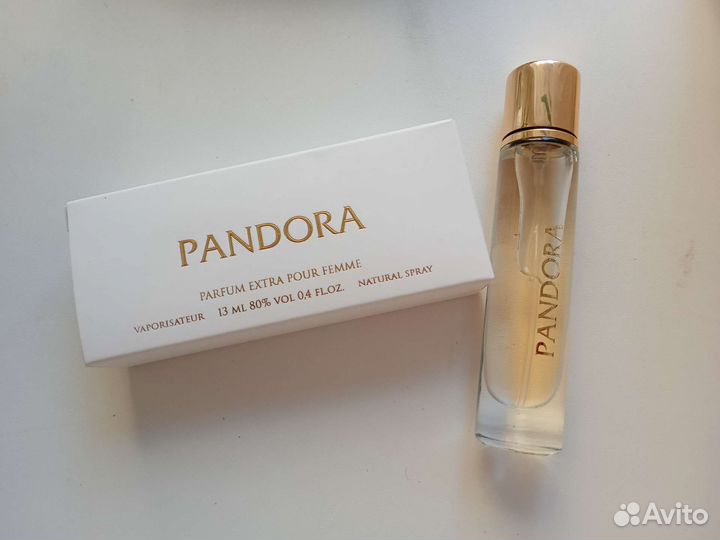 PANDORA
PARFUM EXTRA POUR FEMME
VAPORISATEUR 13 ML 80% VOL 0,4 FL.OZ. NATURAL SPRAY
PANDORA
Avito